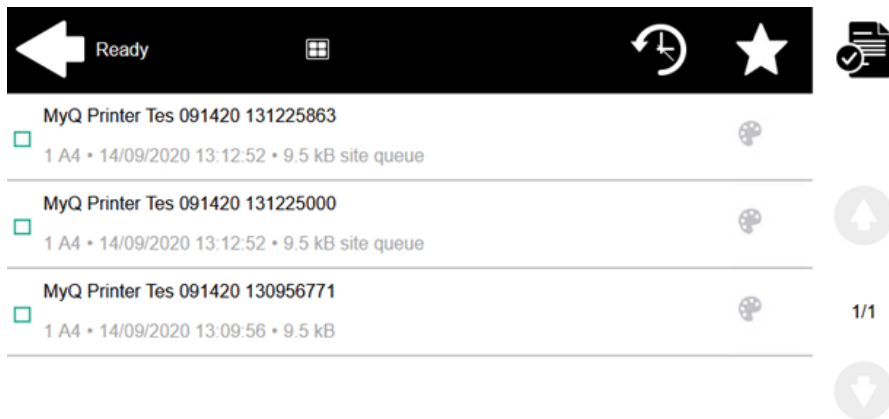 Ready
MyQ Printer Tes 091420 131225863
1 A4 • 14/09/2020 13:12:52 • 9.5 kB site queue
MyQ Printer Tes 091420 131225000
1 A4 • 14/09/2020 13:12:52 • 9.5 kB site queue
MyQ Printer Tes 091420 130956771
1 A4 • 14/09/2020 13:09:56 • 9.5 kB
1/1